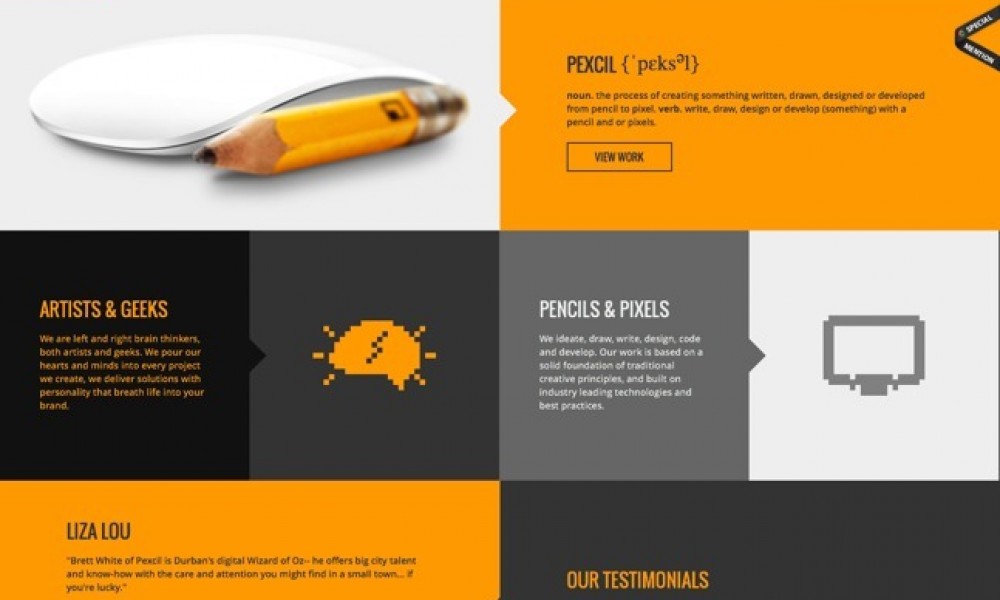 © SPECIAL
MENTION
PEXCIL {ˈpɛksᵊl}
noun. the process of creating something written, drawn, designed or developed
from pencil to pixel. verb. write, draw, design or develop (something) with a
pencil and or pixels.
VIEW WORK
ARTISTS & GEEKS
We are left and right brain thinkers,
both artists and geeks. We pour our
hearts and minds into every project
we create, we deliver solutions with
personality that breath life into your
brand.
PENCILS & PIXELS
We ideate, draw, write, design, code
and develop. Our work is based on a
solid foundation of traditional
creative principles, and built on
industry leading technologies and
best practices.
LIZA LOU
"Brett White of Pexcil is Durban's digital Wizard of Oz-- he offers big city talent
and know-how with the care and attention you might find in a small town... if
you're lucky."
OUR TESTIMONIALS